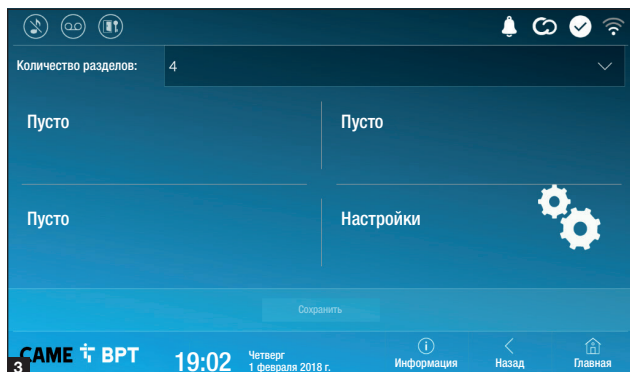 Количество разделов: 4
Пусто Пусто
Пусто Настройки
Сохранить
3
CAME BPT 19:02 Четверг
1 февраля 2018 г.
Информация Назад Главная